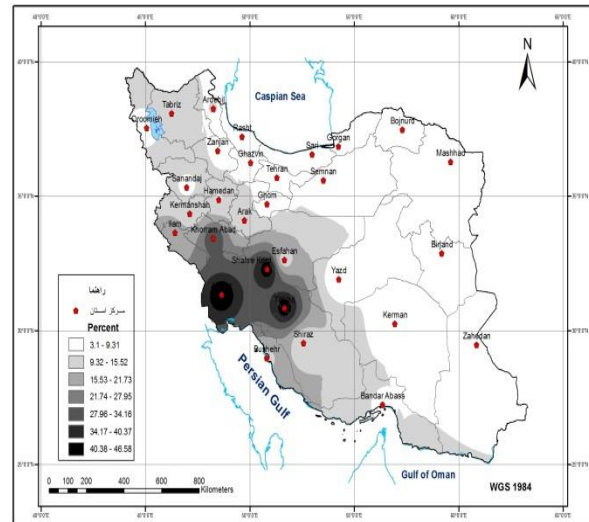 N
Caspian Sea
Tabriz
Ardebil
Oroomieh
Rasht
Zanjan
Ghazvin
Sari
Gorgan
Bojnurd
Mashhad
Tehran
Semnan
Sanandaj
Hamedan
Ghom
Kermanshah
Arak
Ilam
Khorram Abad
Esfahan
Birjand
Yazd
Kerman
Shiraz
Zahedan
Bushehr
Bandar Abass
Persian Gulf
Gulf of Oman
راهنما
مرکز استان
Percent
3.1 - 9.31
9.32 - 15.52
15.53 - 21.73
21.74 - 27.95
27.96 - 34.16
34.17 - 40.37
40.38 - 46.58
0 100 200 400 600 800
Kilometers
WGS 1984